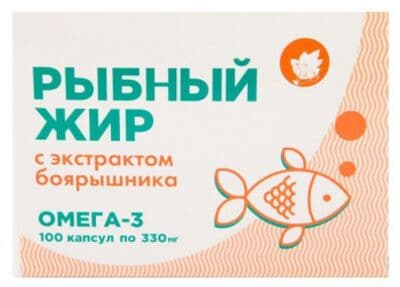 РЫБНЫЙ
ЖИР
с экстрактом
боярышника
ОМЕГА-3
100 капсул по 330мг